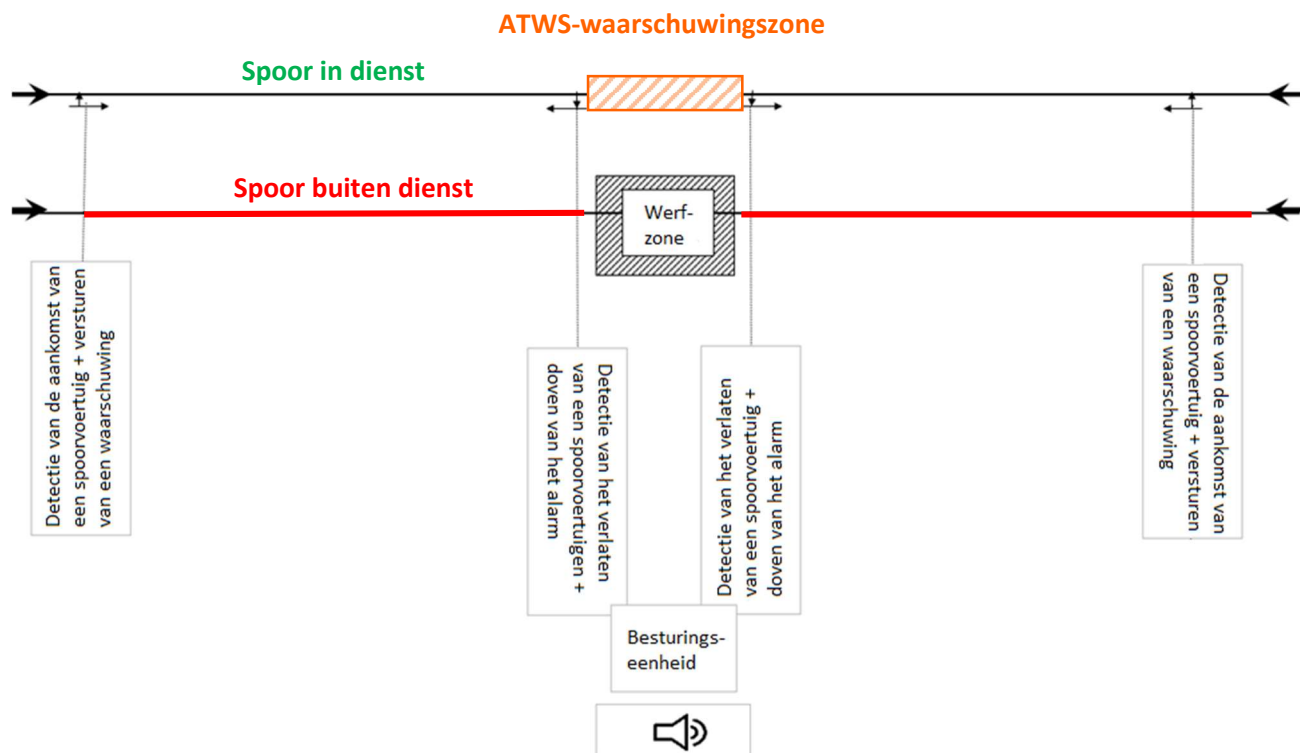 ATWS-waarschuwingszone
Spoor in dienst
Spoor buiten dienst
Werf-
zone
Detectie van de aankomst van
een spoorvoertuig + versturen
van een waarschuwing
Detectie van het verlaten
van een spoorvoertuigen +
doven van het alarm
Detectie van het verlaten
van een spoorvoertuig +
doven van het alarm
Detectie van de aankomst van
een spoorvoertuig + versturen
van een waarschuwing
Besturings-
eenheid